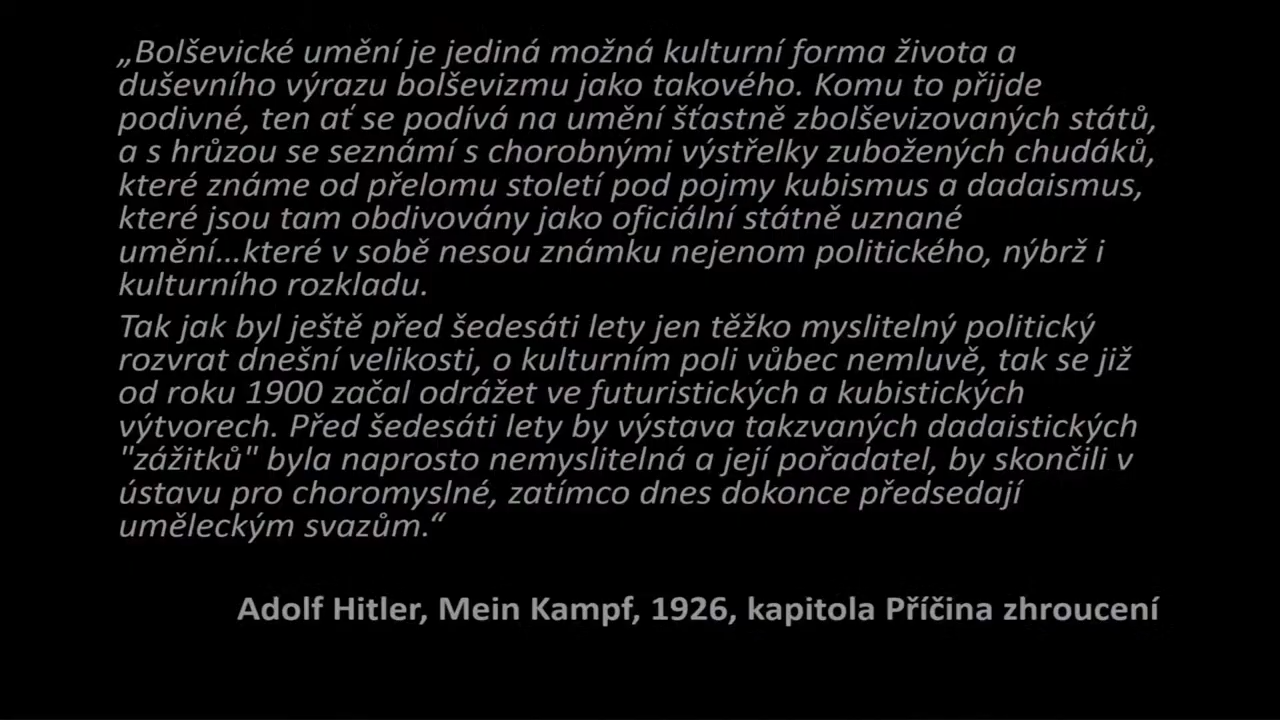 „Bolševické umění je jediná možná kulturní forma života a
duševního výrazu bolševizmu jako takového. Komu to přijde
podivné, ten ať se podívá na umění šťastně zbolševizovaných států,
a s hrůzou se seznámí s chorobnými výstřelky zubožených chudáků,
které známe od přelomu století pod pojmy kubismus a dadaismus,
které jsou tam obdivovány jako oficiální státně uznané
umění...které v sobě nesou známku nejenom politického, nýbrž i
kulturního rozkladu.
Tak jak byl ještě před šedesáti lety jen těžko myslitelný politický
rozvrat dnešní velikosti, o kulturním poli vůbec nemluvě, tak se již
od roku 1900 začal odrážet ve futuristických a kubistických
výtvorech. Před šedesáti lety by výstava takzvaných dadaistických
"zážitků" byla naprosto nemyslitelná a její pořadatel, by skončili v
ústavu pro choromyslné, zatímco dnes dokonce předsedají
uměleckým svazům.“
Adolf Hitler, Mein Kampf, 1926, kapitola Příčina zhroucení